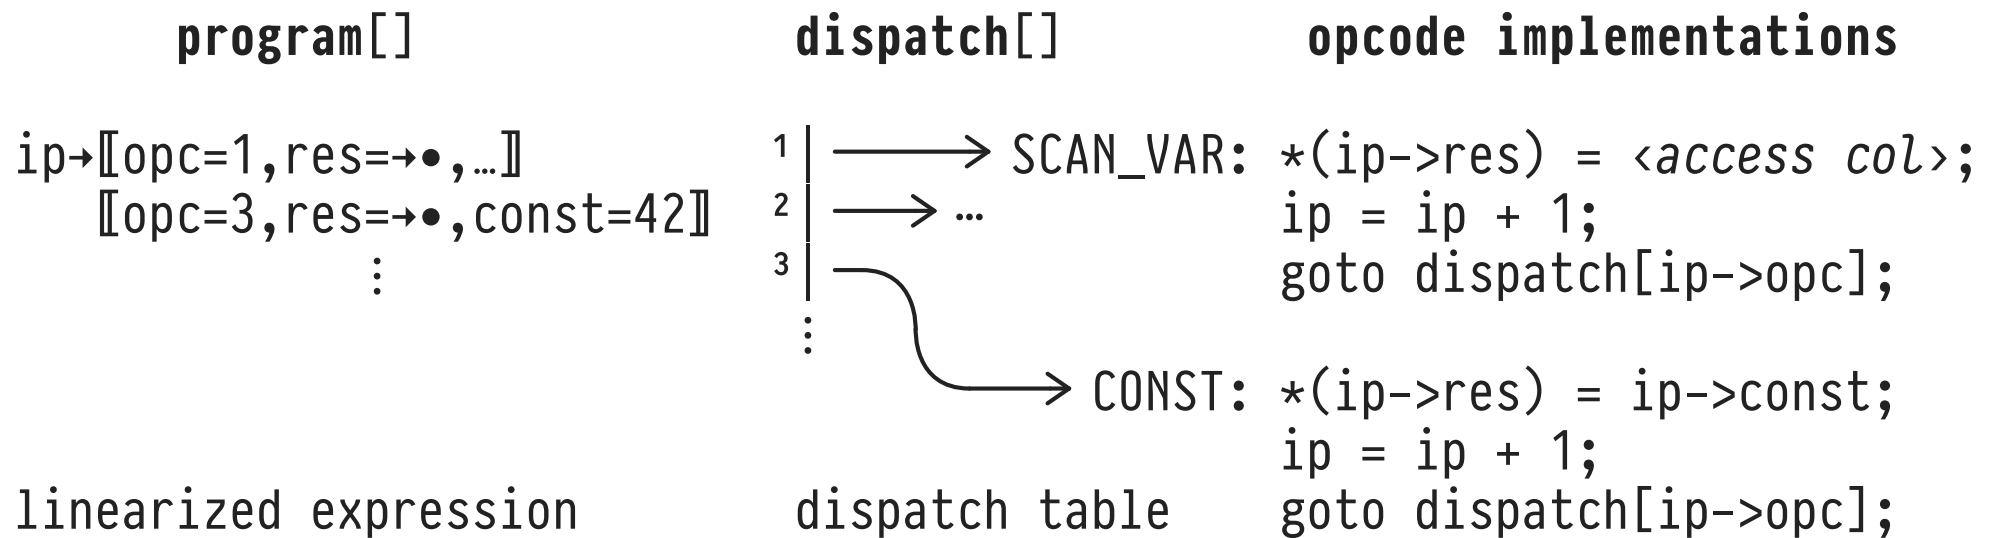 program[] dispatch[] opcode implementations
ip→⟦opc=1,res=→•,…⟧ 1 SCAN_VAR: *(ip->res) = ‹access col›;
⟦opc=3,res=→•,const=42⟧ 2 … ip = ip + 1;
⋮ 3 goto dispatch[ip->opc];
⋮
CONST: *(ip->res) = ip->const;
ip = ip + 1;
linearized expression dispatch table goto dispatch[ip->opc];